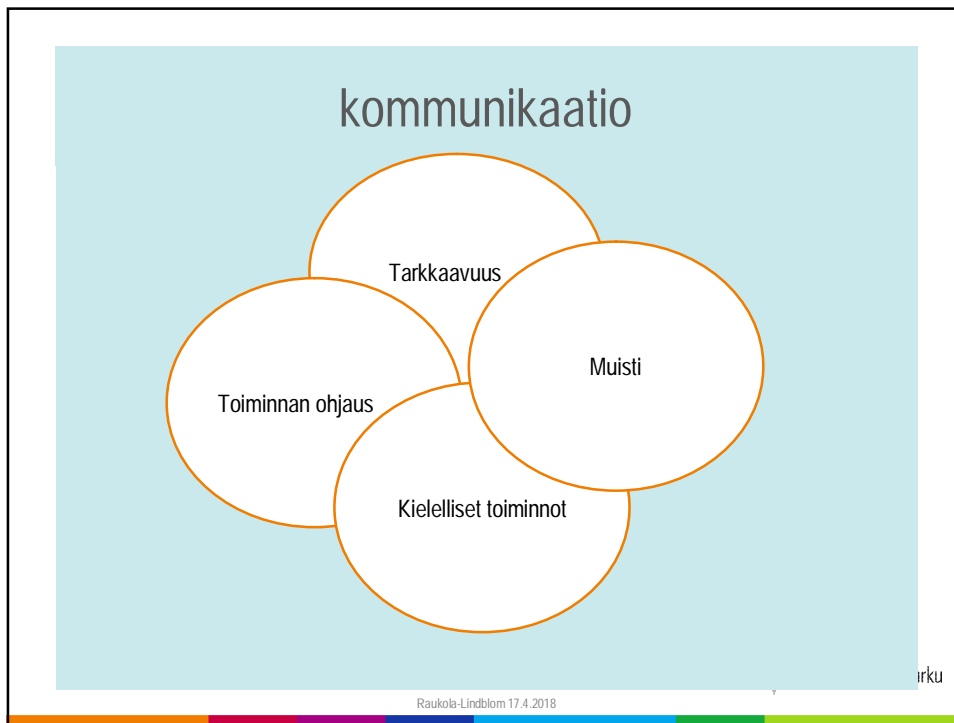 kommunikaatio
Tarkkaavuus
Muisti
Toiminnan ohjaus
Kielelliset toiminnot
Raukola-Lindblom 17.4.2018